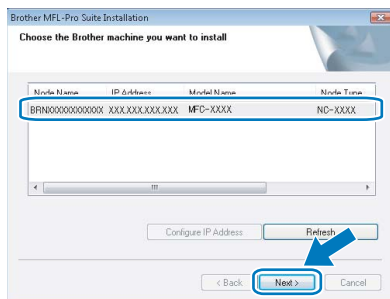 Brother MFL-Pro Suite Installation
Choose the Brother machine you want to install
Node Name IP Address Model Name Node Type
BRNXXXXXXXXXXXX XXX.XXX.XXX.XXX MFC-XXXX NC-XXXX
Configure IP Address Refresh
< Back Next > Cancel